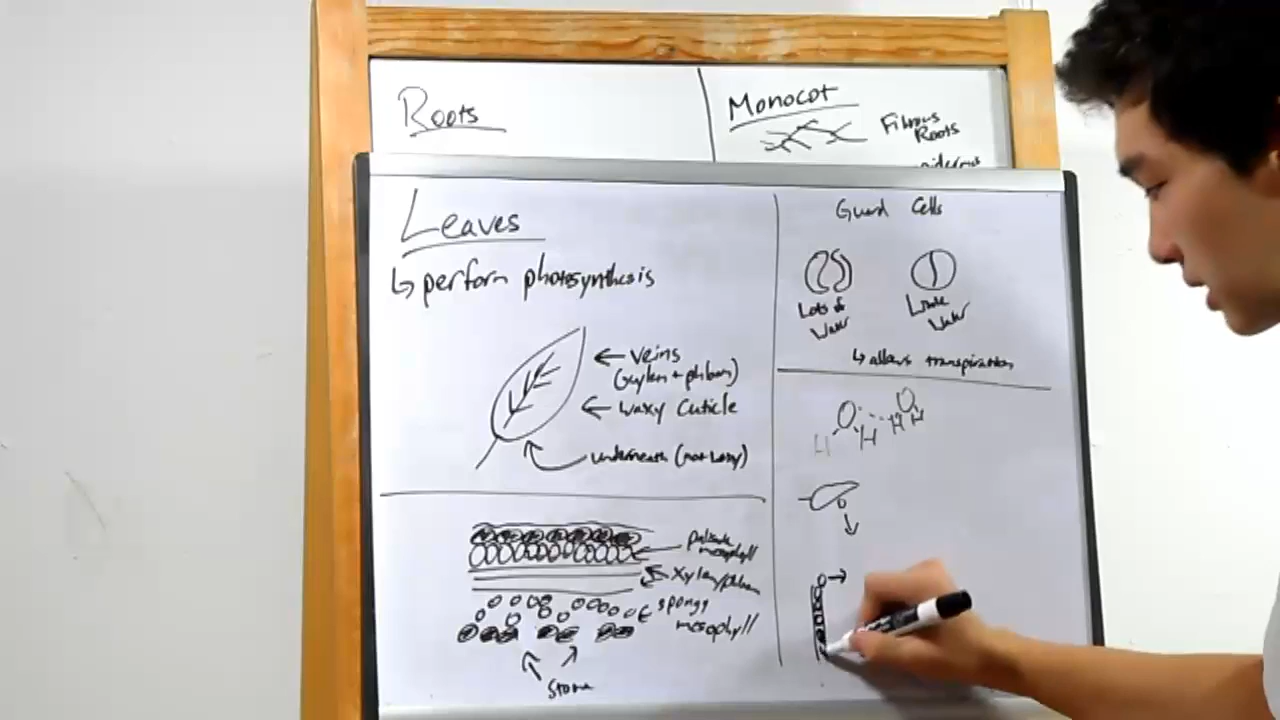 Roots
Monocot
Fibrous
Roots
Leaves
↳ perform photosynthesis
← Veins
(xylem + phloem)
← Waxy Cuticle
underneath (not waxy)
palisade
mesophyll
Xylem/phloem
spongy
mesophyll
Stoma
Guard Cells
Lots of
Water
Little
Water
↳ allows transpiration
O O
H H H H